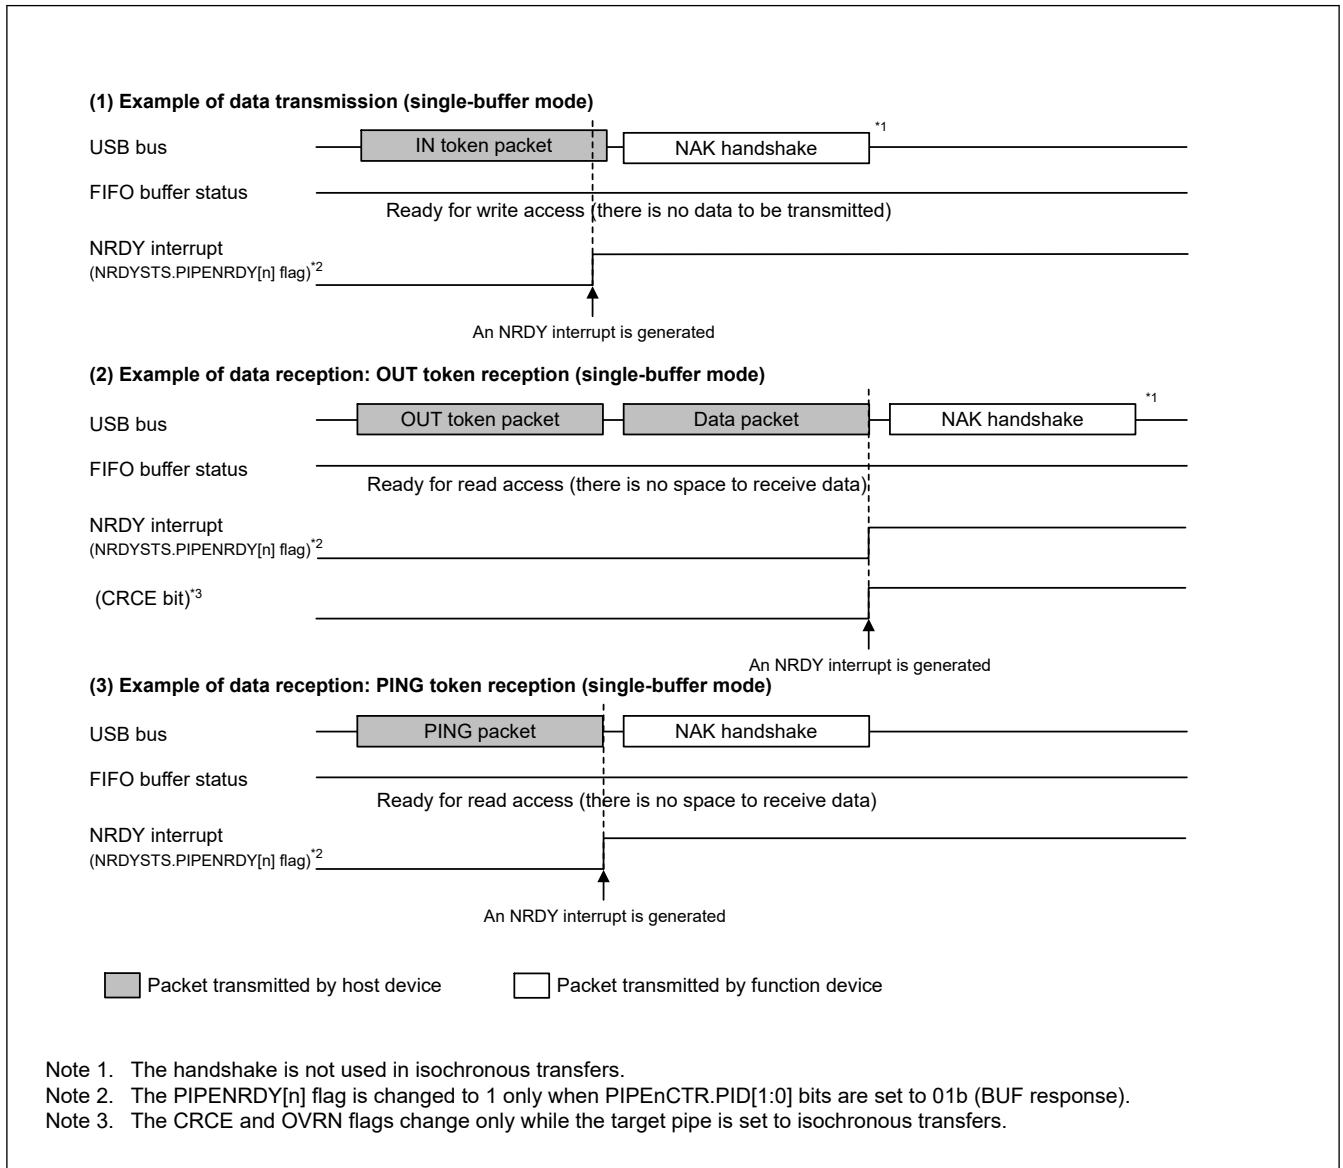 (1) Example of data transmission (single-buffer mode)
USB bus
IN token packet
NAK handshake
*1
FIFO buffer status
Ready for write access (there is no data to be transmitted)
NRDY interrupt
(NRDYSTS.PIPENRDY[n] flag)*2
An NRDY interrupt is generated
(2) Example of data reception: OUT token reception (single-buffer mode)
USB bus
OUT token packet
Data packet
NAK handshake
*1
FIFO buffer status
Ready for read access (there is no space to receive data)
NRDY interrupt
(NRDYSTS.PIPENRDY[n] flag)*2
(CRCE bit)*3
An NRDY interrupt is generated
(3) Example of data reception: PING token reception (single-buffer mode)
USB bus
PING packet
NAK handshake
FIFO buffer status
Ready for read access (there is no space to receive data)
NRDY interrupt
(NRDYSTS.PIPENRDY[n] flag)*2
An NRDY interrupt is generated
Packet transmitted by host device
Packet transmitted by function device
Note 1. The handshake is not used in isochronous transfers.
Note 2. The PIPENRDY[n] flag is changed to 1 only when PIPEnCTR.PID[1:0] bits are set to 01b (BUF response).
Note 3. The CRCE and OVRN flags change only while the target pipe is set to isochronous transfers.